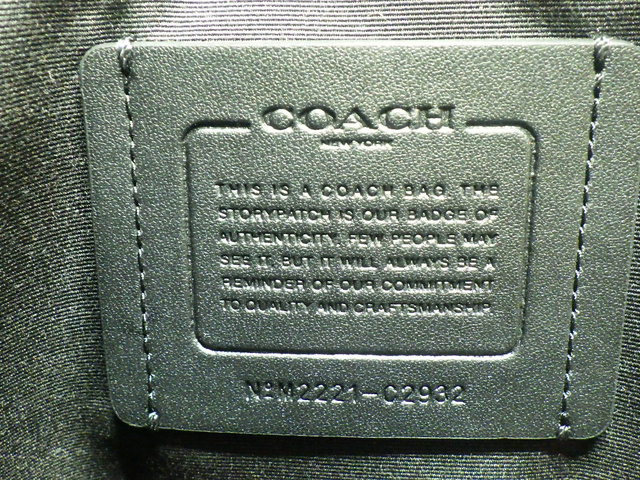 COACH
NEW YORK
THIS IS A COACH BAG. THE
STORYPATCH IS OUR BADGE OF
AUTHENTICITY. FEW PEOPLE MAY
SEE IT, BUT IT WILL ALWAYS BE A
REMINDER OF OUR COMMITMENT
TO QUALITY AND CRAFTSMANSHIP.
NoM2221-C2932